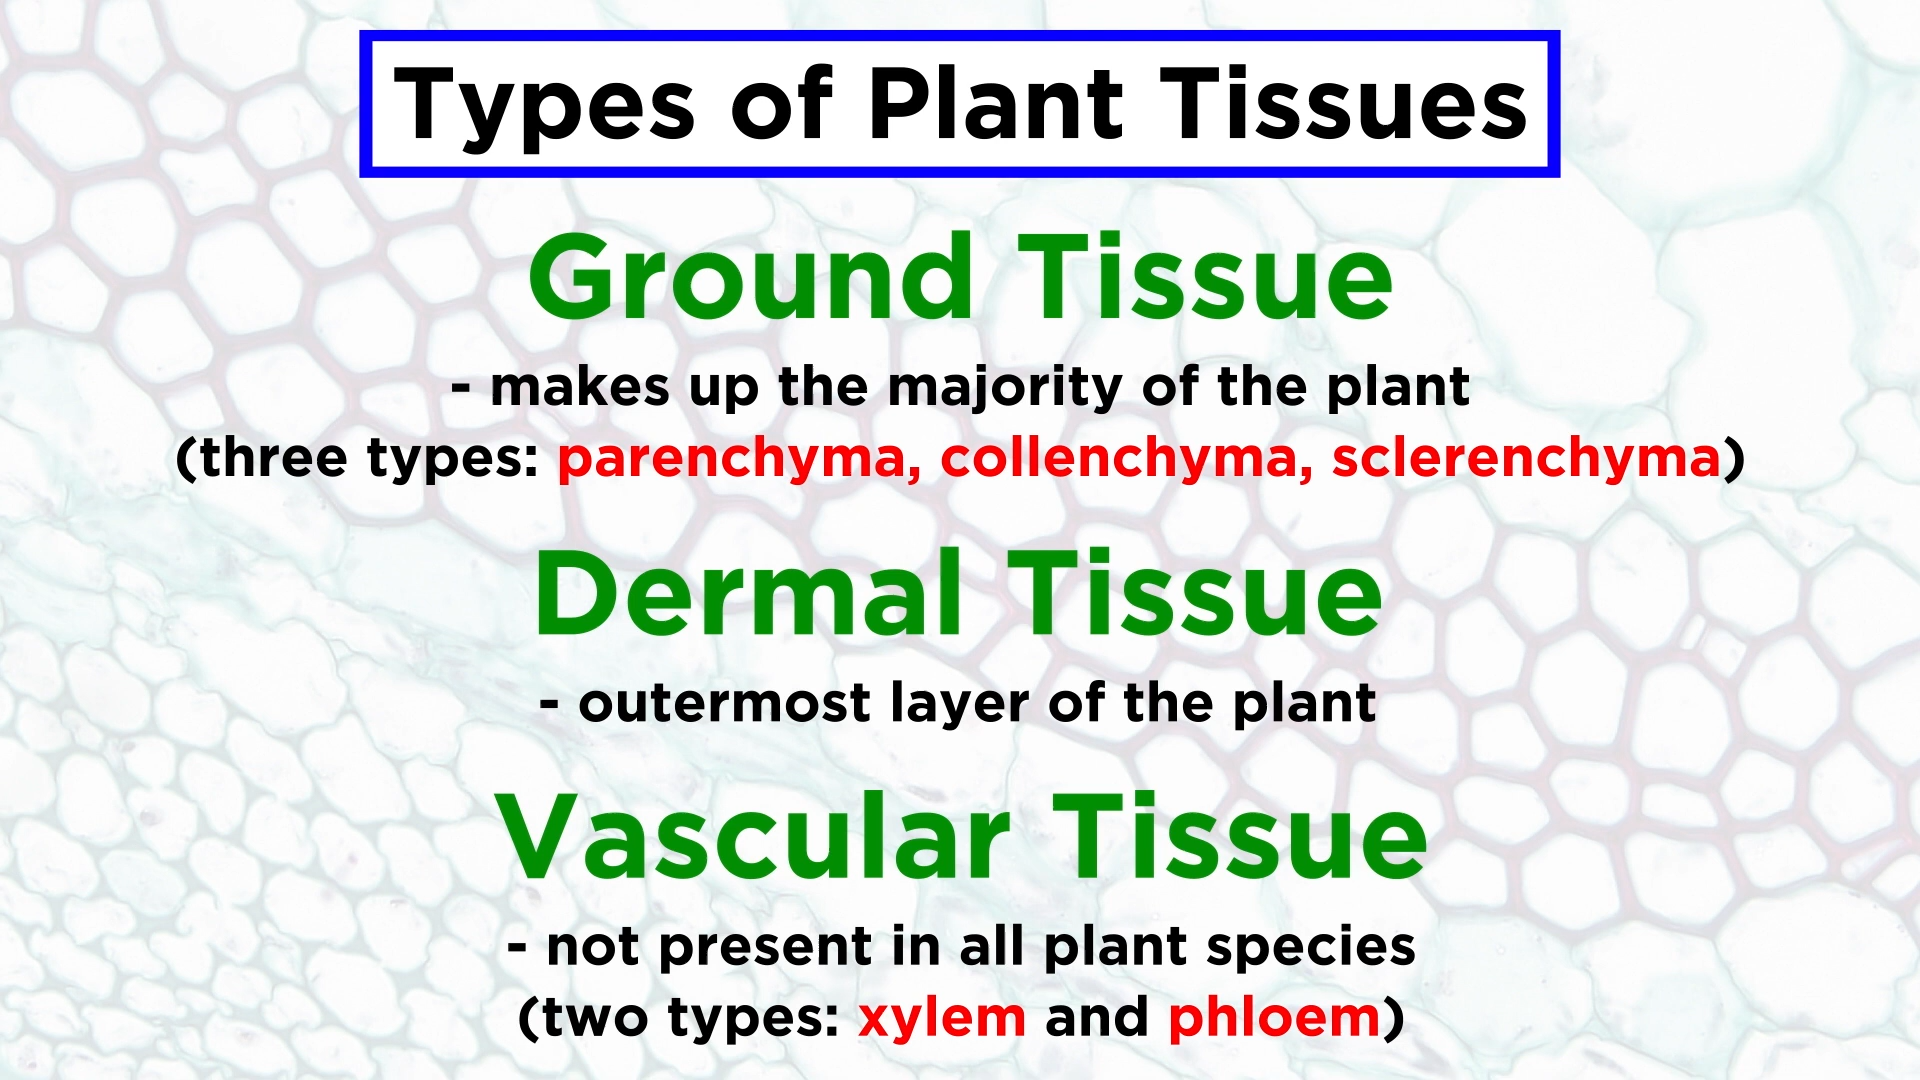 Types of Plant Tissues
Ground Tissue
- makes up the majority of the plant
(three types: parenchyma, collenchyma, sclerenchyma)
Dermal Tissue
- outermost layer of the plant
Vascular Tissue
- not present in all plant species
(two types: xylem and phloem)